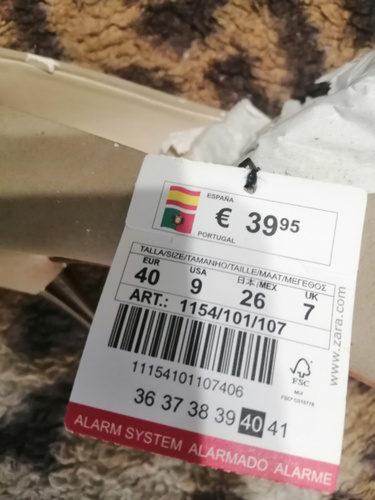 ESPAÑA
€ 39 95
PORTUGAL
TALLA/SIZE/TAMANHO/TAILLE/MAAT/ΜΕΓΕΘΟΣ
EUR USA 日本/MEX UK
40 9 26 7
ART.: 1154/101/107
www.zara.com
11154101107406
FSC
MIX
36 37 38 39 40 41
ALARM SYSTEM ALARMADO ALARME